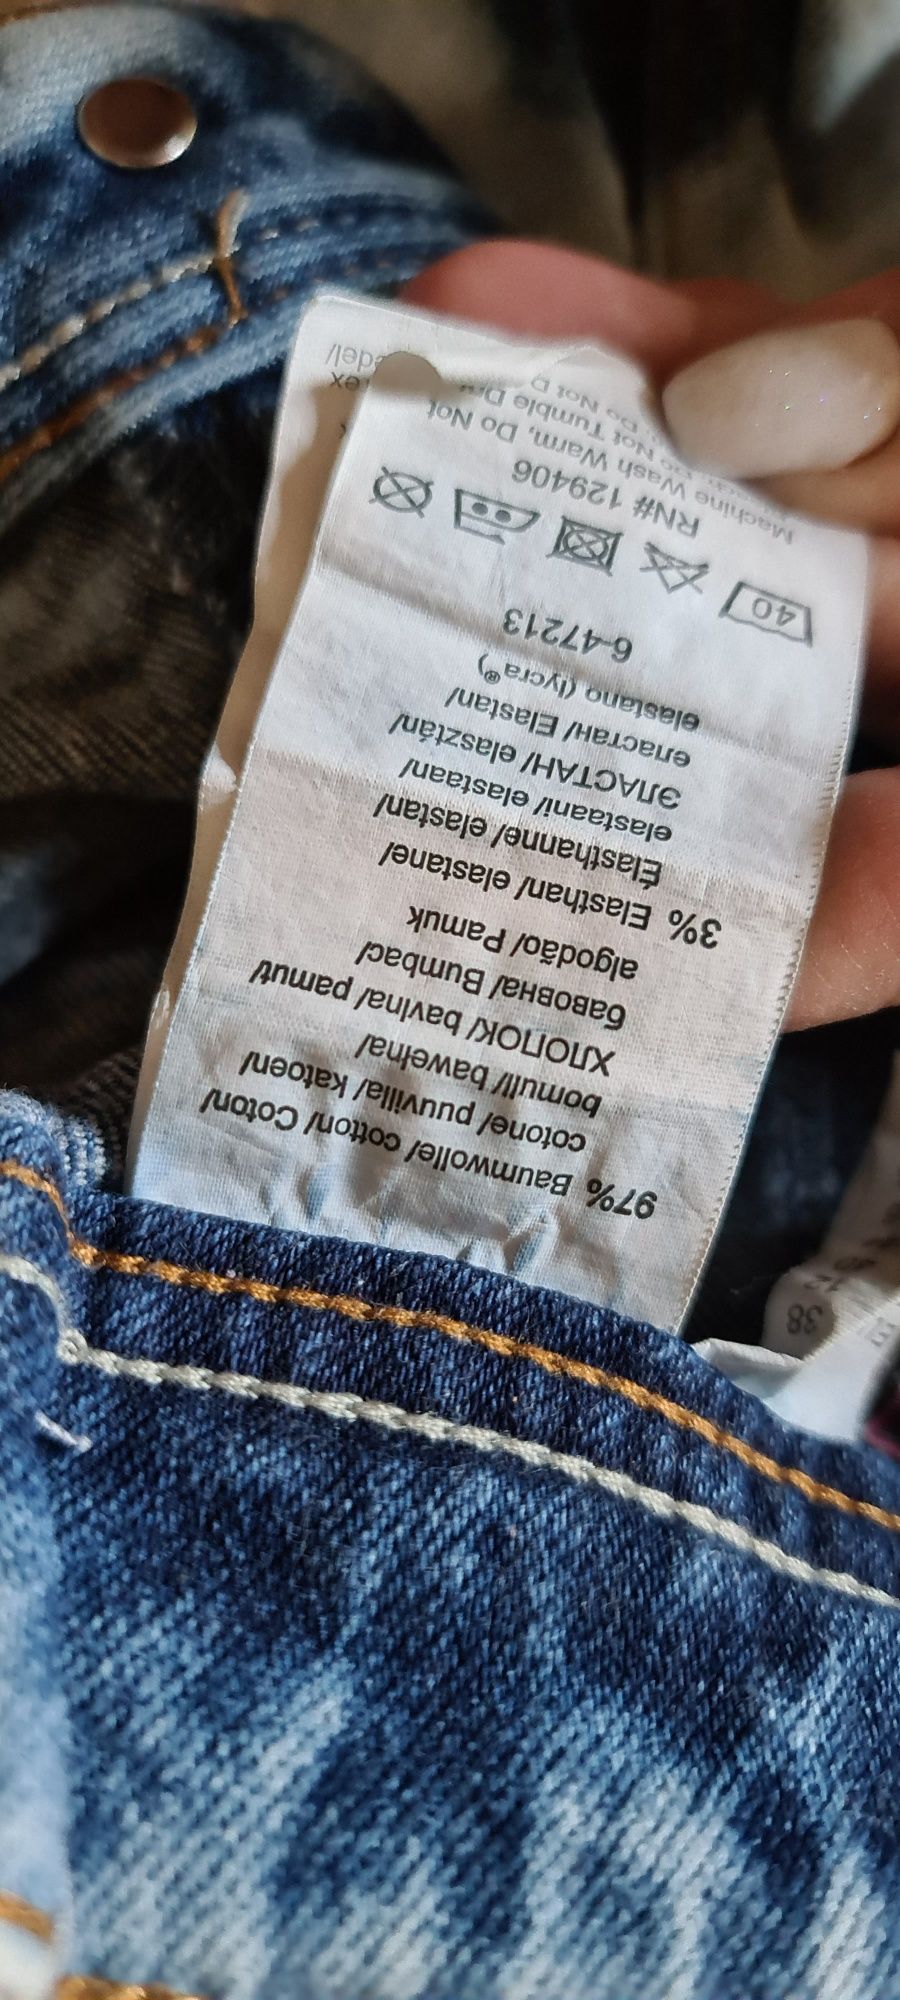 97% Baumwolle/ cotton/ Coton/
cotone/ puuvilla/ katoen/
bomull/ bawełna/
ХЛОПОК/ bavlna/ pamut/
бавовна/ Bumbac/
algodão/ Pamuk
3% Elasthan/ elastane/
Élasthanne/ elastan/
elastaani/ elastaan/
ЭЛАСТАН/ elasztán/
еластан/ Elastan/
elastano (lycra®)
6-47213
40
RN# 129406
Machine Wash Warm, Do Not
Not Tumble Dry
Do Not
38